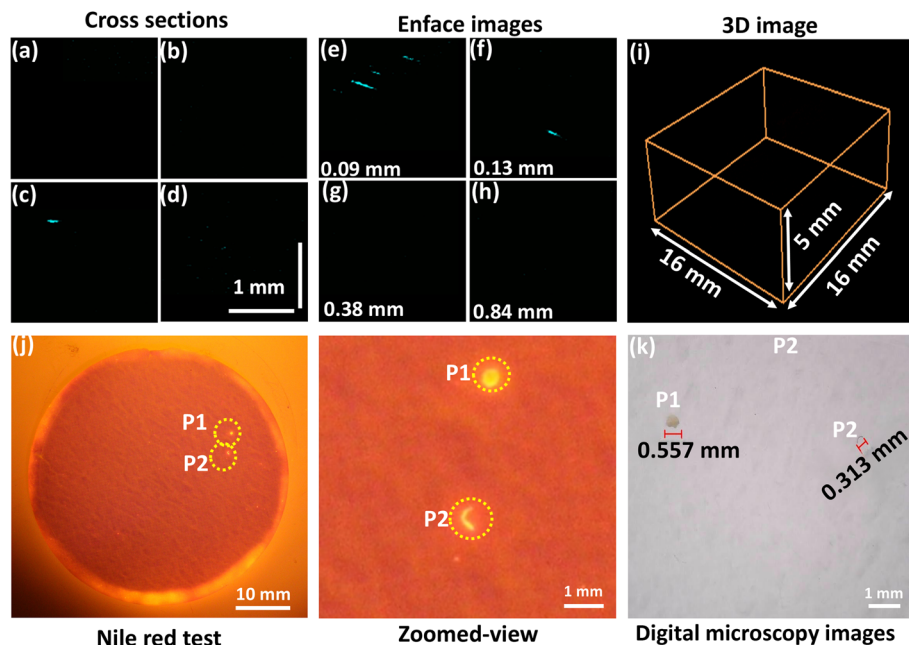 Cross sections
Enface images
3D image
(a)
(b)
(e)
(f)
(i)
0.09 mm
0.13 mm
(c)
(d)
(g)
(h)
1 mm
0.38 mm
0.84 mm
5 mm
16 mm
16 mm
(j)
P1
P2
10 mm
P1
P2
1 mm
(k)
P2
P1
0.557 mm
P2
0.313 mm
1 mm
Nile red test
Zoomed-view
Digital microscopy images